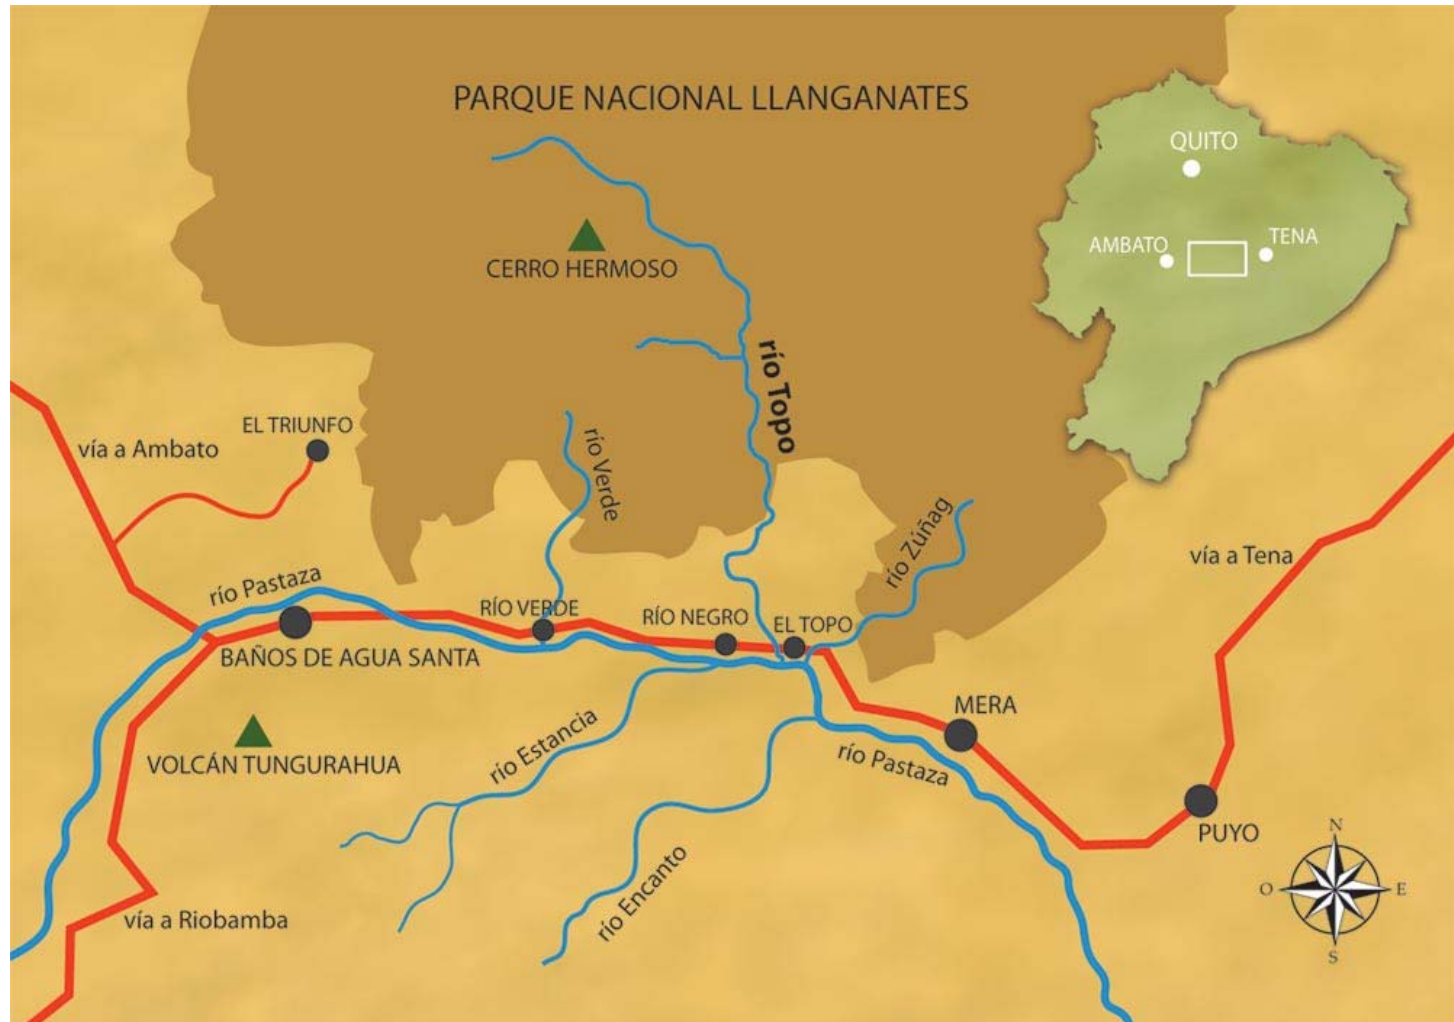 PARQUE NACIONAL LLANGANATES
QUITO
AMBATO
TENA
CERRO HERMOSO
río Topo
EL TRIUNFO
vía a Ambato
río Verde
río Zúñag
vía a Tena
río Pastaza
RÍO VERDE
RÍO NEGRO
EL TOPO
BAÑOS DE AGUA SANTA
MERA
río Estancia
río Pastaza
VOLCÁN TUNGURAHUA
PUYO
río Encanto
vía a Riobamba
N
O
E
S